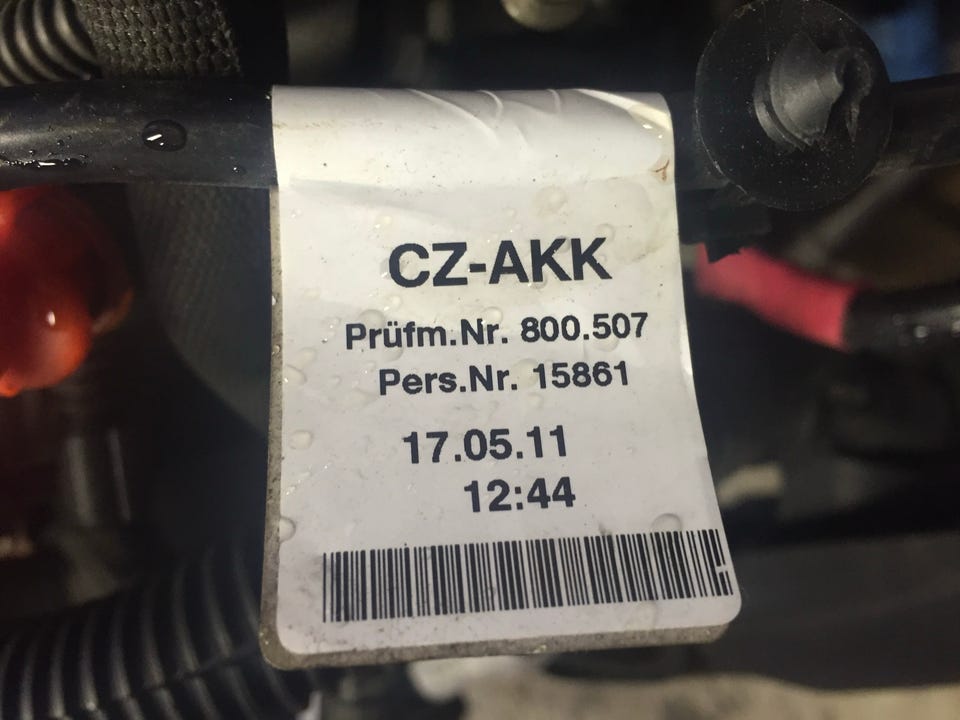 CZ-AKK
Prüfm.Nr. 800.507
Pers.Nr. 15861
17.05.11
12:44